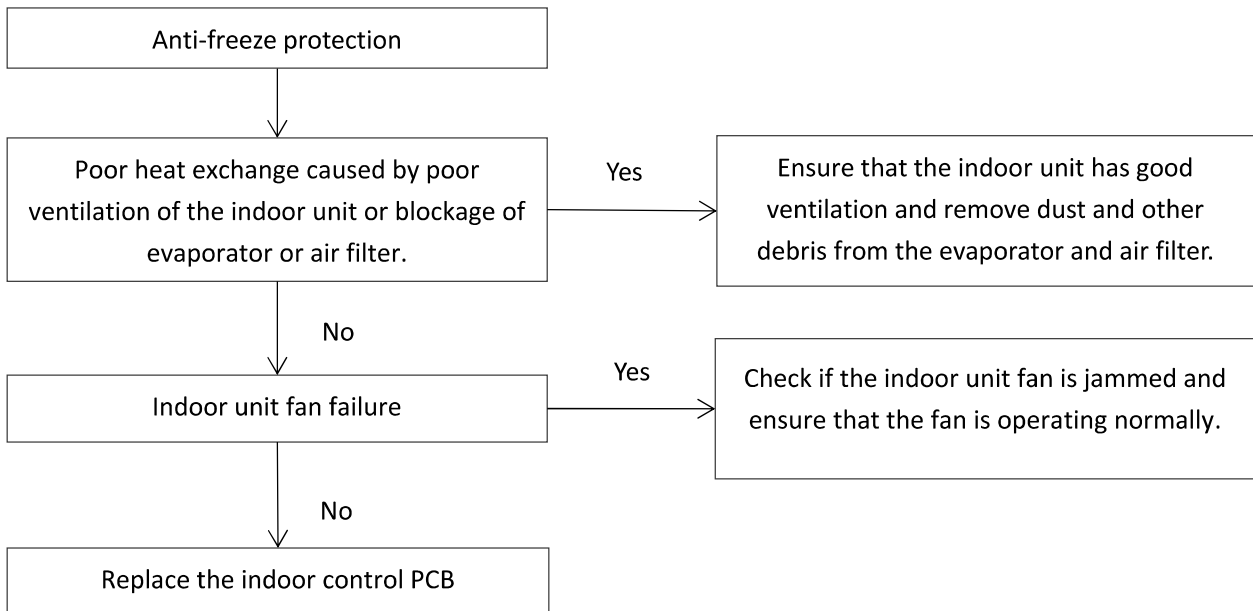 Anti-freeze protection
Poor heat exchange caused by poor
ventilation of the indoor unit or blockage of
evaporator or air filter.
Yes
Ensure that the indoor unit has good
ventilation and remove dust and other
debris from the evaporator and air filter.
No
Indoor unit fan failure
Yes
Check if the indoor unit fan is jammed and
ensure that the fan is operating normally.
No
Replace the indoor control PCB